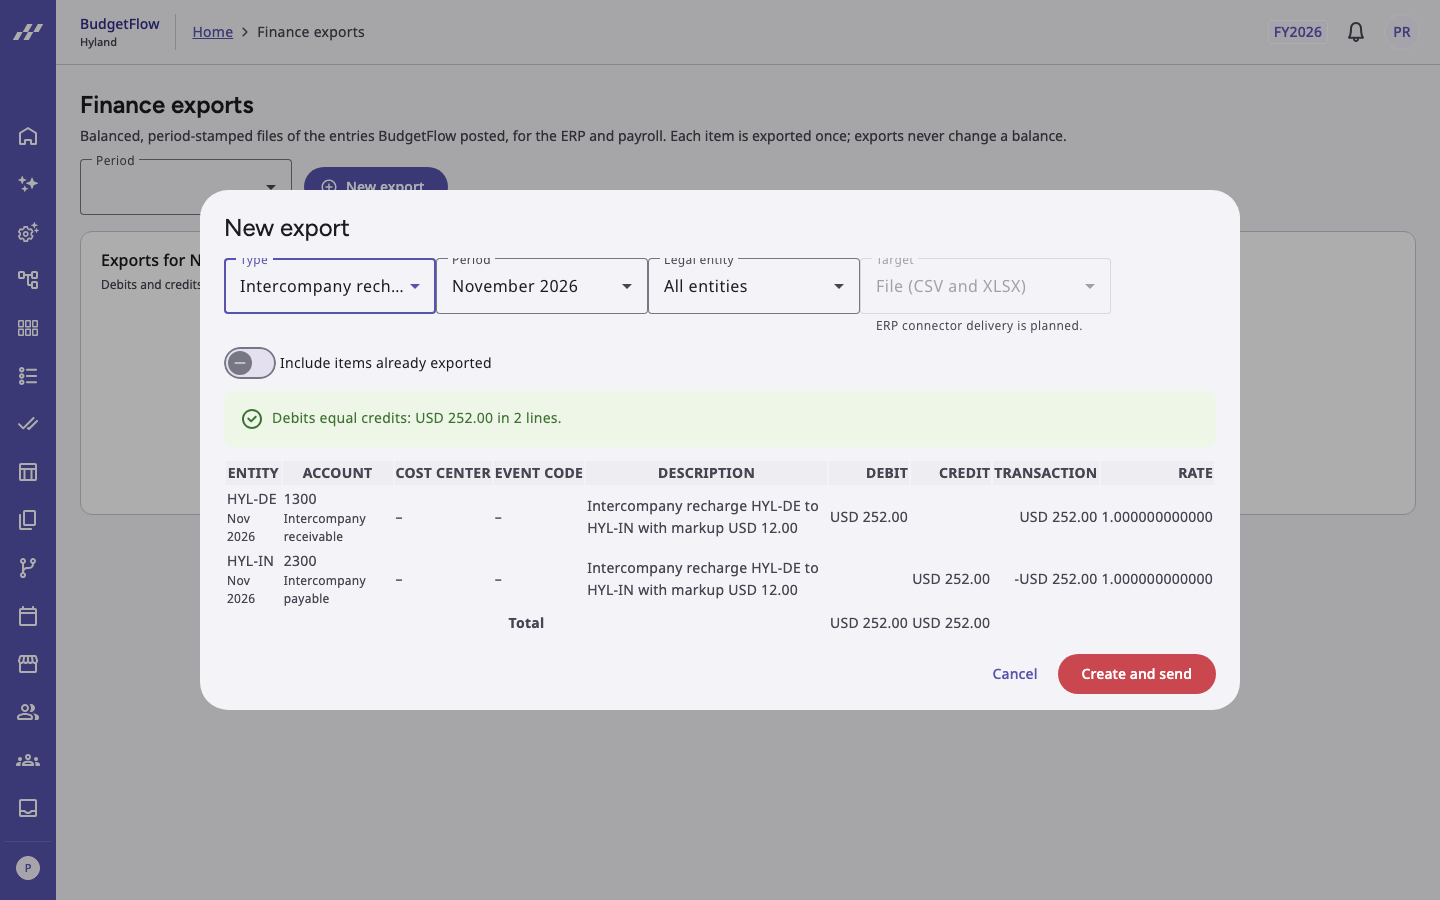 BudgetFlow
Hyland
Home > Finance exports
FY2026
PR
Finance exports
Balanced, period-stamped files of the entries BudgetFlow posted, for the ERP and payroll. Each item is exported once; exports never change a balance.
Period
New export
Exports for N
Debits and credits
New export
Type
Period
Legal entity
Target
Intercompany rech...
November 2026
All entities
File (CSV and XLSX)
ERP connector delivery is planned.
Include items already exported
Debits equal credits: USD 252.00 in 2 lines.
ENTITY ACCOUNT COST CENTER EVENT CODE DESCRIPTION DEBIT CREDIT TRANSACTION RATE
HYL-DE
Nov
2026
1300
Intercompany
receivable
–
–
Intercompany recharge HYL-DE to
HYL-IN with markup USD 12.00
USD 252.00
USD 252.00
1.000000000000
HYL-IN
Nov
2026
2300
Intercompany
payable
–
–
Intercompany recharge HYL-DE to
HYL-IN with markup USD 12.00
USD 252.00
-USD 252.00
1.000000000000
Total USD 252.00 USD 252.00
Cancel
Create and send
P